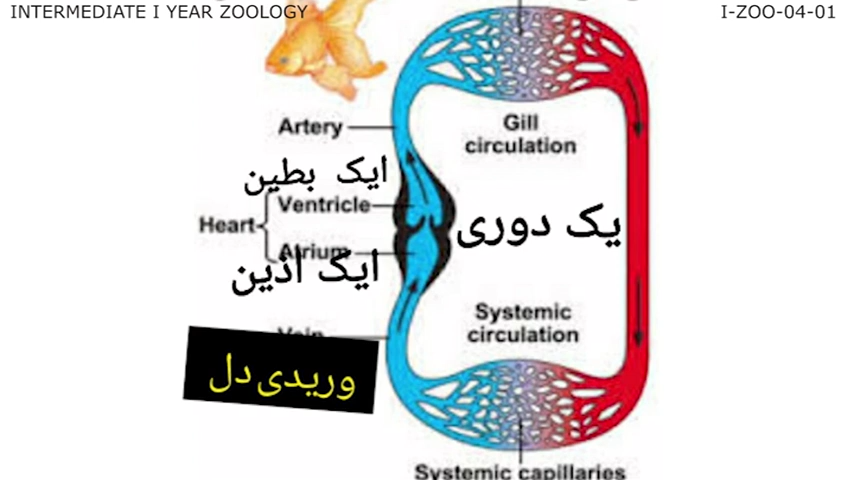 INTERMEDIATE I YEAR ZOOLOGY
I-ZOO-04-01
Artery
Gill
circulation
ایک بطین
Ventricle
Heart
یک دوری
Atrium
ایک اذین
Systemic
circulation
Vein
وریدی دل
Systemic capillaries